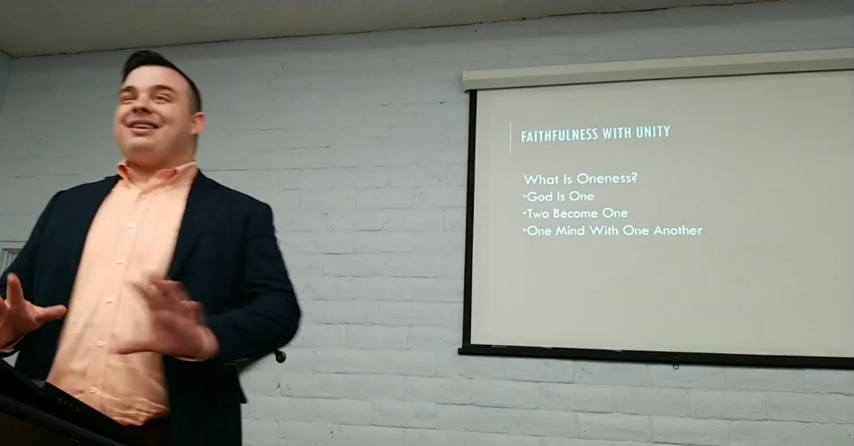 FAITHFULNESS WITH UNITY
What Is Oneness?
•God Is One
•Two Become One
•One Mind With One Another